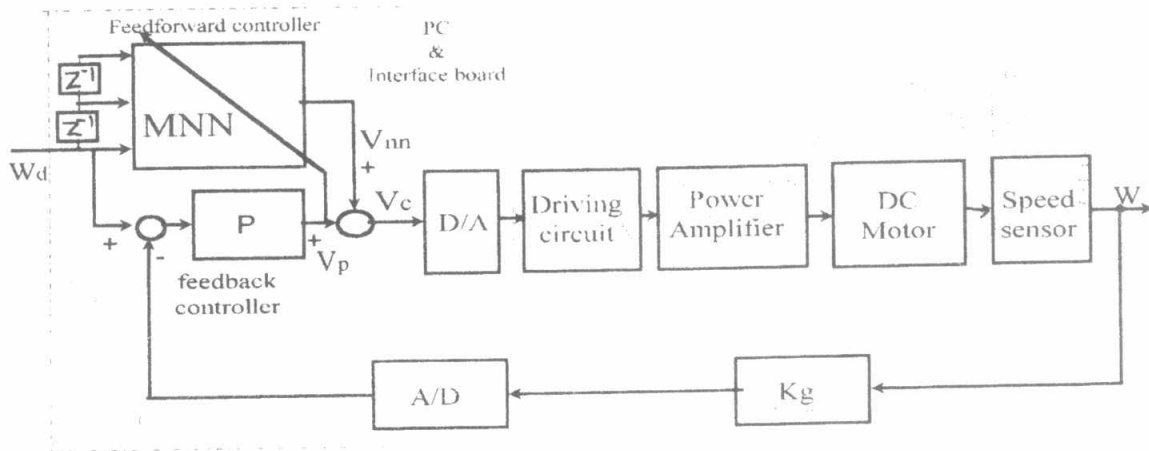 Feedforward controller
PC
&
Interface board
Z⁻¹
MNN
Z⁻¹
Vnn
+
Wd
Vc
P
+
-
+
Vp
D/A
Driving
circuit
Power
Amplifier
DC
Motor
Speed
sensor
W
feedback
controller
A/D
Kg